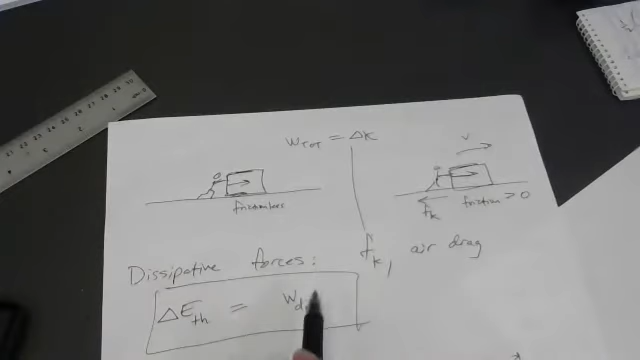 W_TOT = ΔK
v
frictionless
f_k
friction > 0
Dissipative forces: f_k, air drag
ΔE_th = W_d